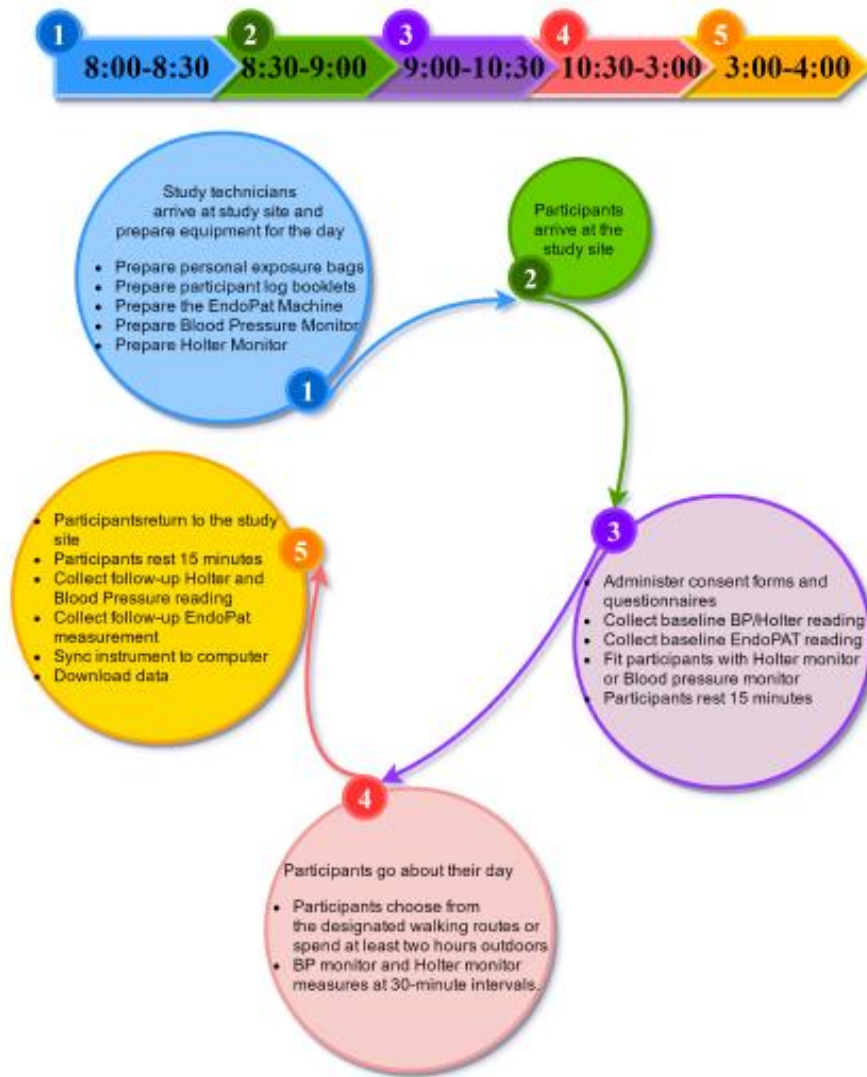 1
2
3
4
5
8:00-8:30
8:30-9:00
9:00-10:30
10:30-3:00
3:00-4:00
Study technicians
arrive at study site and
prepare equipment for the day
• Prepare personal exposure bags
• Prepare participant log booklets
• Prepare the EndoPat Machine
• Prepare Blood Pressure Monitor
• Prepare Holter Monitor
1
Participants
arrive at the
study site
2
3
• Administer consent forms and
questionnaires
• Collect baseline BP/Holter reading
• Collect baseline EndoPAT reading
• Fit participants with Holter monitor
or Blood pressure monitor
• Participants rest 15 minutes
4
Participants go about their day
• Participants choose from
the designated walking routes or
spend at least two hours outdoors
• BP monitor and Holter monitor
measures at 30-minute intervals.
5
• Participantsreturn to the study
site
• Participants rest 15 minutes
• Collect follow-up Holter and
Blood Pressure reading
• Collect follow-up EndoPat
measurement
• Sync instrument to computer
• Download data